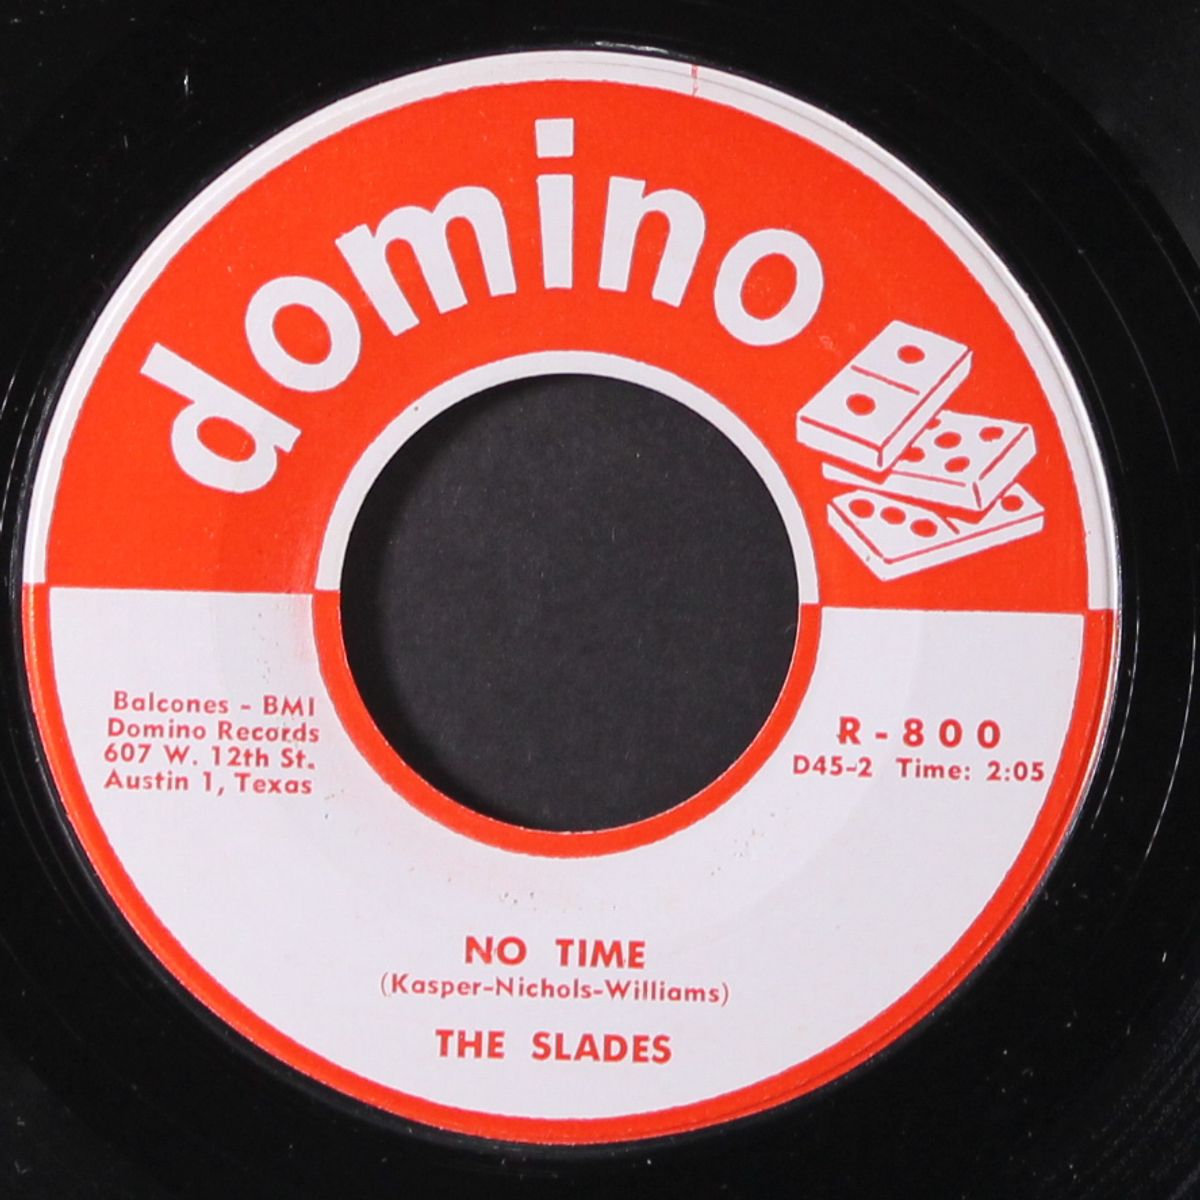 domino
Balcones - BMI
Domino Records
607 W. 12th St.
Austin 1, Texas
R - 800
D45-2 Time: 2:05
NO TIME
(Kasper-Nichols-Williams)
THE SLADES